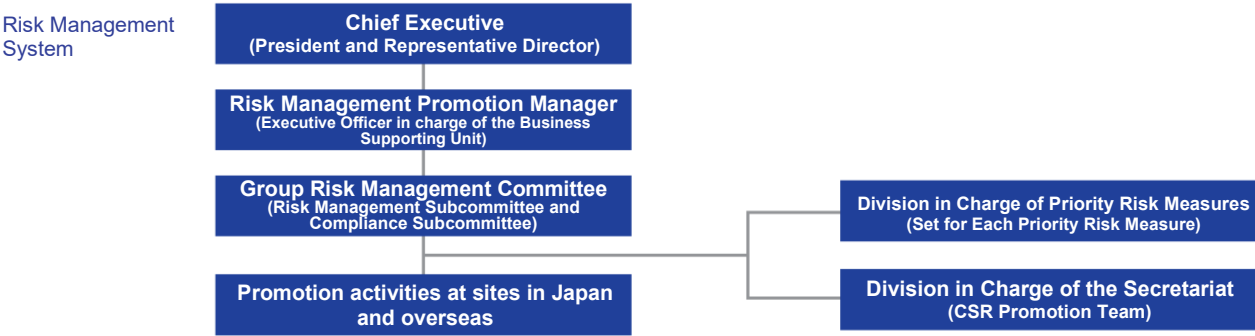 Risk Management
System
Chief Executive
(President and Representative Director)
Risk Management Promotion Manager
(Executive Officer in charge of the Business
Supporting Unit)
Group Risk Management Committee
(Risk Management Subcommittee and
Compliance Subcommittee)
Division in Charge of Priority Risk Measures
(Set for Each Priority Risk Measure)
Promotion activities at sites in Japan
and overseas
Division in Charge of the Secretariat
(CSR Promotion Team)